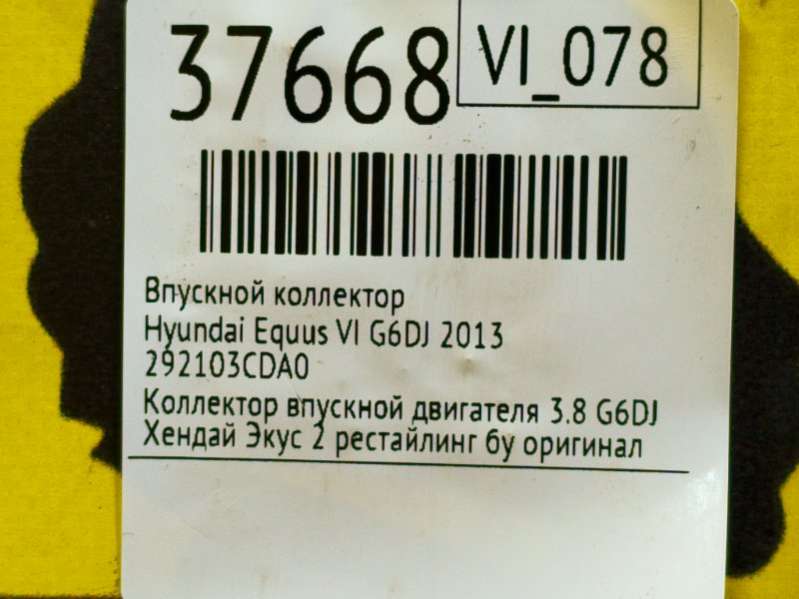 37668
VI_078
Впускной коллектор
Hyundai Equus VI G6DJ 2013
292103CDA0
Коллектор впускной двигателя 3.8 G6DJ
Хендай Экус 2 рестайлинг бу оригинал